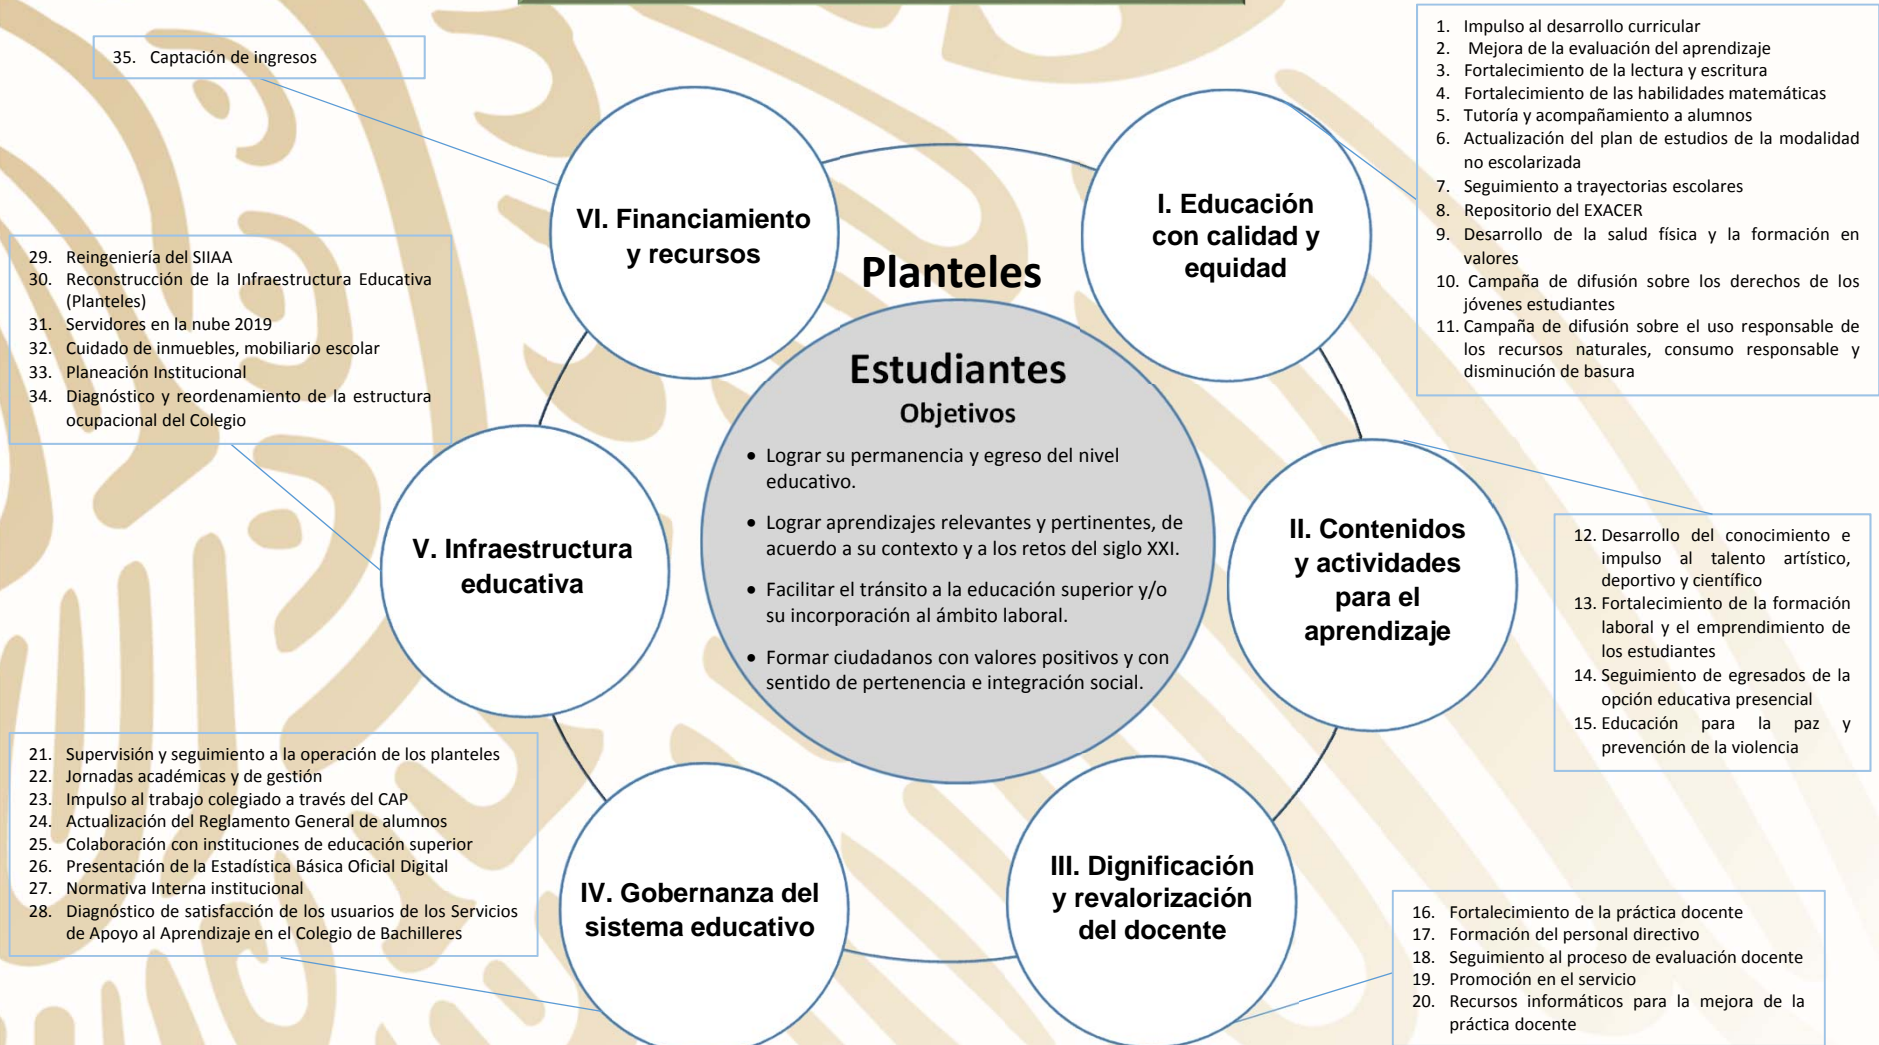 35. Captación de ingresos
1. Impulso al desarrollo curricular
2. Mejora de la evaluación del aprendizaje
3. Fortalecimiento de la lectura y escritura
4. Fortalecimiento de las habilidades matemáticas
5. Tutoría y acompañamiento a alumnos
6. Actualización del plan de estudios de la modalidad
no escolarizada
7. Seguimiento a trayectorias escolares
8. Repositorio del EXACER
9. Desarrollo de la salud física y la formación en
valores
10. Campaña de difusión sobre los derechos de los
jóvenes estudiantes
11. Campaña de difusión sobre el uso responsable de
los recursos naturales, consumo responsable y
disminución de basura
VI. Financiamiento
y recursos
I. Educación
con calidad y
equidad
Planteles
29. Reingeniería del SIIAA
30. Reconstrucción de la Infraestructura Educativa
(Planteles)
31. Servidores en la nube 2019
32. Cuidado de inmuebles, mobiliario escolar
33. Planeación Institucional
34. Diagnóstico y reordenamiento de la estructura
ocupacional del Colegio
Estudiantes
Objetivos
• Lograr su permanencia y egreso del nivel
educativo.
• Lograr aprendizajes relevantes y pertinentes, de
acuerdo a su contexto y a los retos del siglo XXI.
• Facilitar el tránsito a la educación superior y/o
su incorporación al ámbito laboral.
• Formar ciudadanos con valores positivos y con
sentido de pertenencia e integración social.
V. Infraestructura
educativa
II. Contenidos
y actividades
para el
aprendizaje
12. Desarrollo del conocimiento e
impulso al talento artístico,
deportivo y científico
13. Fortalecimiento de la formación
laboral y el emprendimiento de
los estudiantes
14. Seguimiento de egresados de la
opción educativa presencial
15. Educación para la paz y
prevención de la violencia
21. Supervisión y seguimiento a la operación de los planteles
22. Jornadas académicas y de gestión
23. Impulso al trabajo colegiado a través del CAP
24. Actualización del Reglamento General de alumnos
25. Colaboración con instituciones de educación superior
26. Presentación de la Estadística Básica Oficial Digital
27. Normativa Interna institucional
28. Diagnóstico de satisfacción de los usuarios de los Servicios
de Apoyo al Aprendizaje en el Colegio de Bachilleres
IV. Gobernanza del
sistema educativo
III. Dignificación
y revalorización
del docente
16. Fortalecimiento de la práctica docente
17. Formación del personal directivo
18. Seguimiento al proceso de evaluación docente
19. Promoción en el servicio
20. Recursos informáticos para la mejora de la
práctica docente